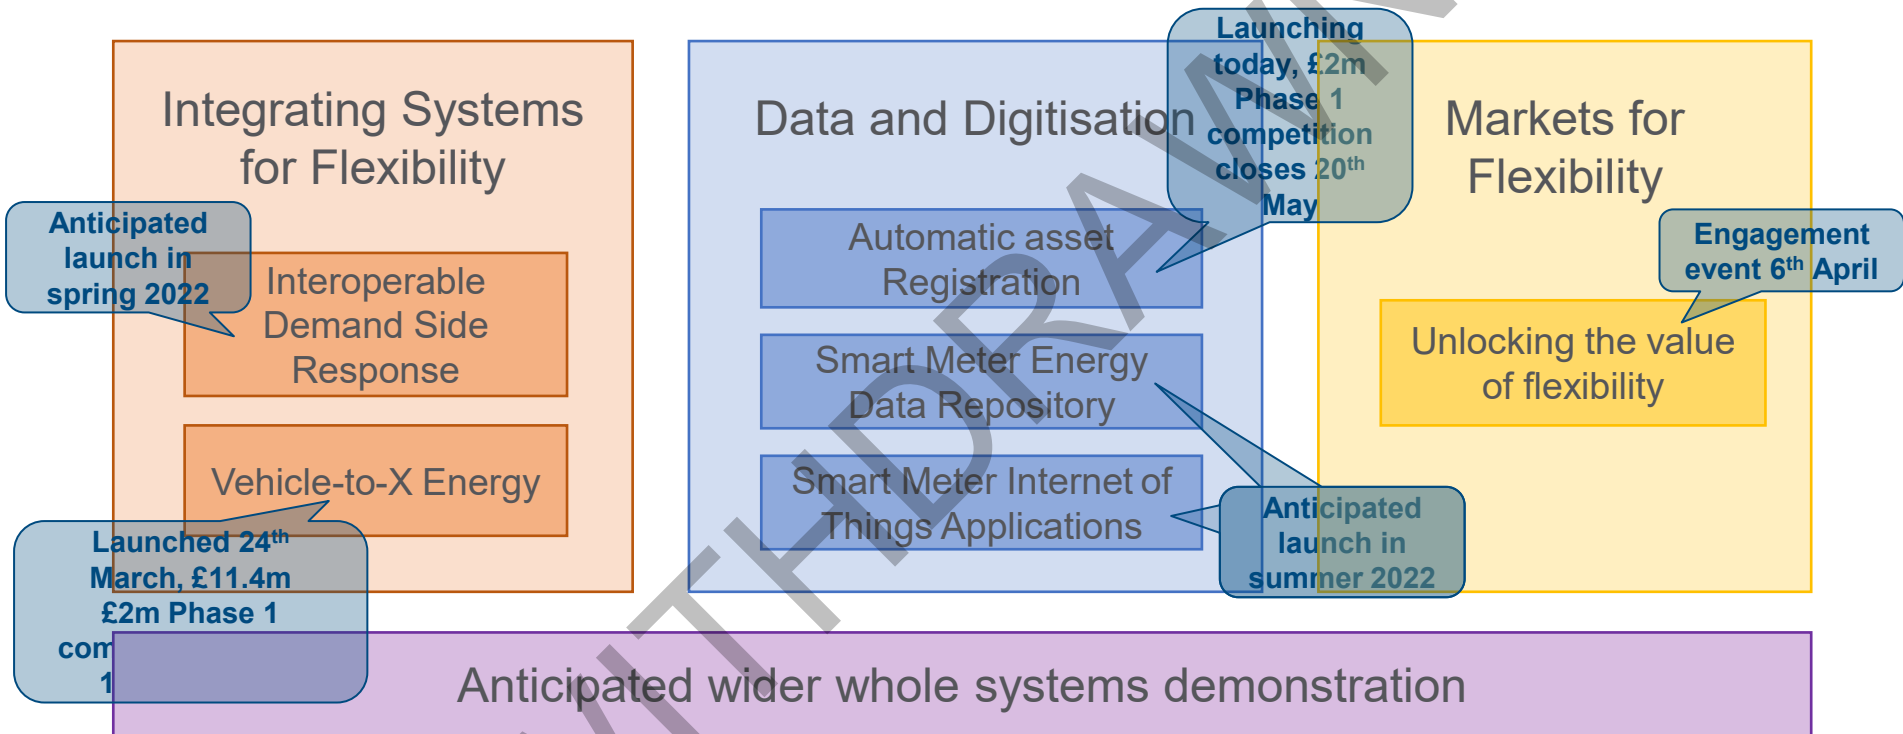 Integrating Systems
for Flexibility
Anticipated
launch in
spring 2022
Interoperable
Demand Side
Response
Vehicle-to-X Energy
Launched 24th
March, £11.4m
£2m Phase 1
Data and Digitisation
Launching
today, £2m
Phase 1
competition
closes 20th
May
Automatic asset
Registration
Smart Meter Energy
Data Repository
Smart Meter Internet of
Things Applications
Anticipated
launch in
summer 2022
Markets for
Flexibility
Engagement
event 6th April
Unlocking the value
of flexibility
Anticipated wider whole systems demonstration
WITHDRAWN